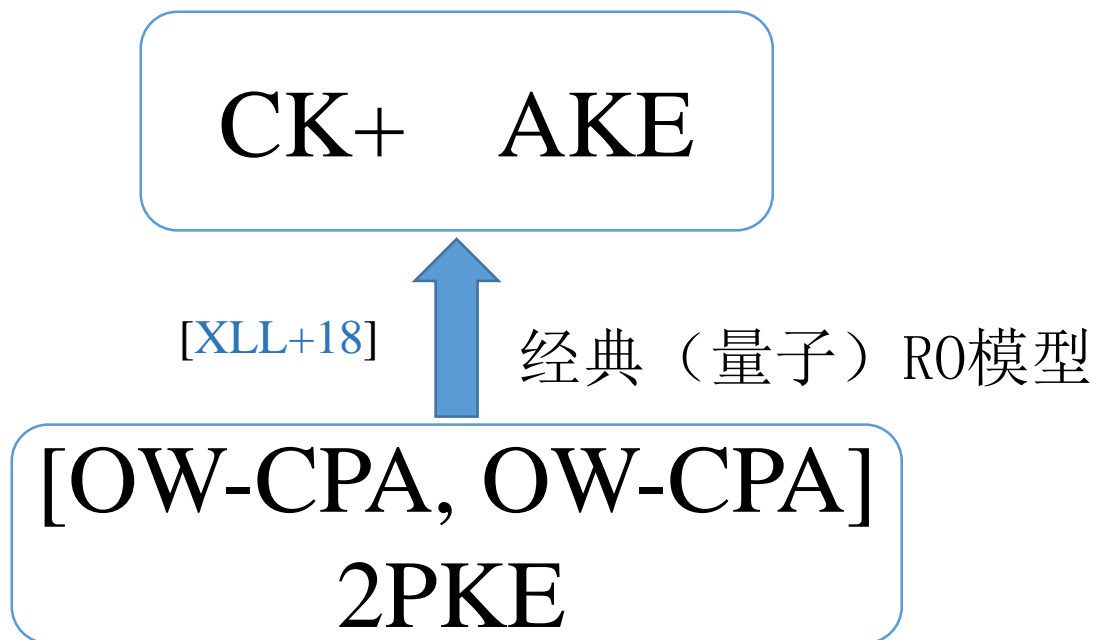 CK+ AKE
[XLL+18]
经典（量子）RO模型
[OW-CPA, OW-CPA]
2PKE